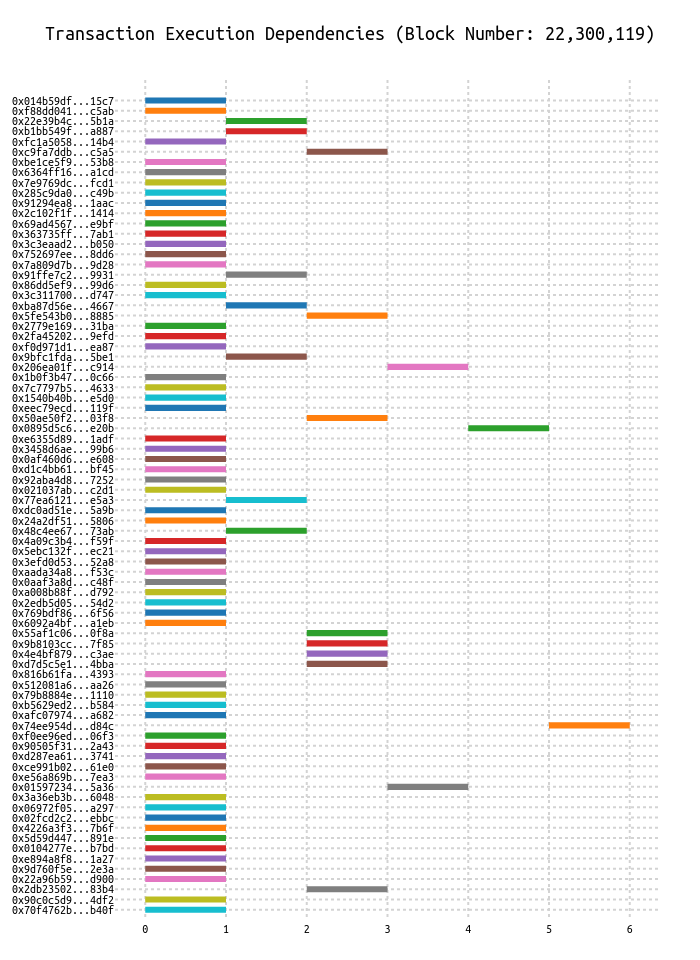 Transaction Execution Dependencies (Block Number: 22,300,119)
0x014b59df...15c7
0xf88dd041...c5ab
0x22e39b4c...5b1a
0xb1bb549f...a887
0xfc1a5058...14b4
0xc9fa7ddb...c5a5
0xbe1ce5f9...53b8
0x6364ff16...a1cd
0x7e9769dc...fcd1
0x285c9da0...c49b
0x91294ea8...1aac
0x2c102f1f...1414
0x69ad4567...e9bf
0x363735ff...7ab1
0x3c3eaad2...b050
0x752697ee...8dd6
0x7a809d7b...9d28
0x91ffe7c2...9931
0x86dd5ef9...99d6
0x3c311700...d747
0xba87d56e...4667
0x5fe543b0...8885
0x2779e169...31ba
0x2fa45202...9efd
0xf0d971d1...ea87
0x9bfc1fda...5be1
0x206ea01f...c914
0x1b0f3b47...0c66
0x7c7797b5...4633
0x1540b40b...e5d0
0xeec79ecd...119f
0x50ae50f2...03f8
0x0895d5c6...e20b
0xe6355d89...1adf
0x3458d6ae...99b6
0x0af460d6...e608
0xd1c4bb61...bf45
0x92aba4d8...7252
0x021037ab...c2d1
0x77ea6121...e5a3
0xdc0ad51e...5a9b
0x24a2df51...5806
0x48c4ee67...73ab
0x4a09c3b4...f59f
0x5ebc132f...ec21
0x3efd0d53...52a8
0xaada34a8...f53c
0x0aaf3a8d...c48f
0xa008b88f...d792
0x2edb5d05...54d2
0x769bdf86...6f56
0x6092a4bf...a1eb
0x55af1c06...0f8a
0x9b8103cc...7f85
0x4e4bf879...c3ae
0xd7d5c5e1...4bba
0x816b61fa...4393
0x512081a6...aa26
0x79b8884e...1110
0xb5629ed2...b584
0xafc07974...a682
0x74ee954d...d84c
0xf0ee96ed...06f3
0x90505f31...2a43
0xd287ea61...3741
0xce991b02...61e0
0xe56a869b...7ea3
0x01597234...5a36
0x3a36eb3b...6048
0x06972f05...a297
0x02fcd2c2...ebbc
0x4226a3f3...7b6f
0x5d59d447...891e
0x0104277e...b7bd
0xe894a8f8...1a27
0x9d760f5e...2e3a
0x22a96b59...d900
0x2db23502...83b4
0x90c0c5d9...4df2
0x70f4762b...b40f
0 1 2 3 4 5 6